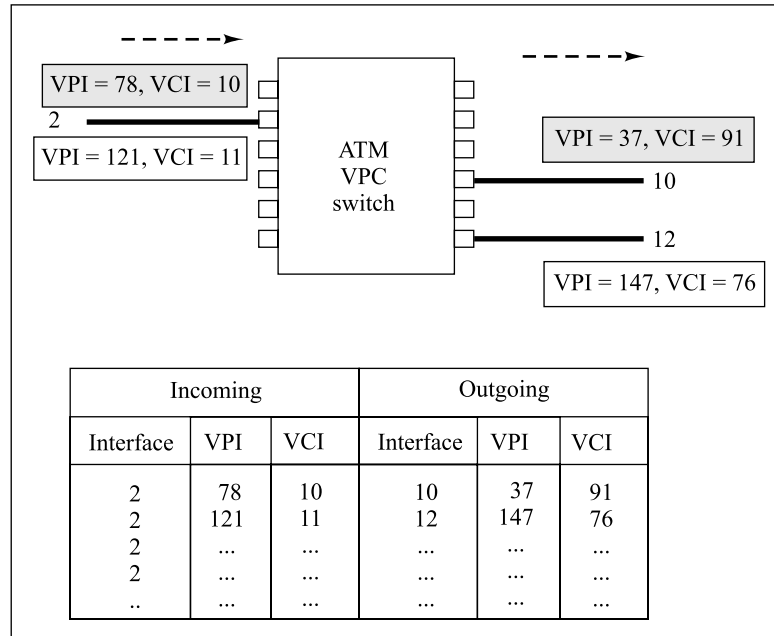 VPI = 78, VCI = 10
2
VPI = 121, VCI = 11
ATM
VPC
switch
VPI = 37, VCI = 91
10
12
VPI = 147, VCI = 76
Incoming Outgoing
Interface VPI VCI Interface VPI VCI
2 78 10 10 37 91
2 121 11 12 147 76
2 ... ... ... ... ...
2 ... ... ... ... ...
.. ... ... ... ... ...